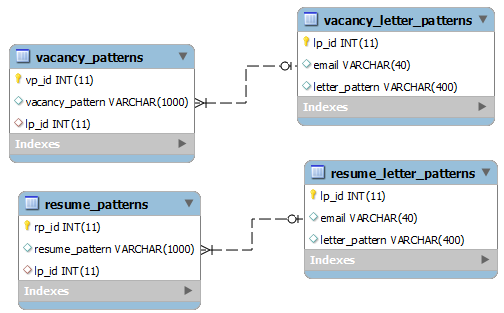 vacancy_patterns
vp_id INT(11)
vacancy_pattern VARCHAR(1000)
lp_id INT(11)
Indexes
vacancy_letter_patterns
lp_id INT(11)
email VARCHAR(40)
letter_pattern VARCHAR(400)
Indexes
resume_patterns
rp_id INT(11)
resume_pattern VARCHAR(1000)
lp_id INT(11)
Indexes
resume_letter_patterns
lp_id INT(11)
email VARCHAR(40)
letter_pattern VARCHAR(400)
Indexes